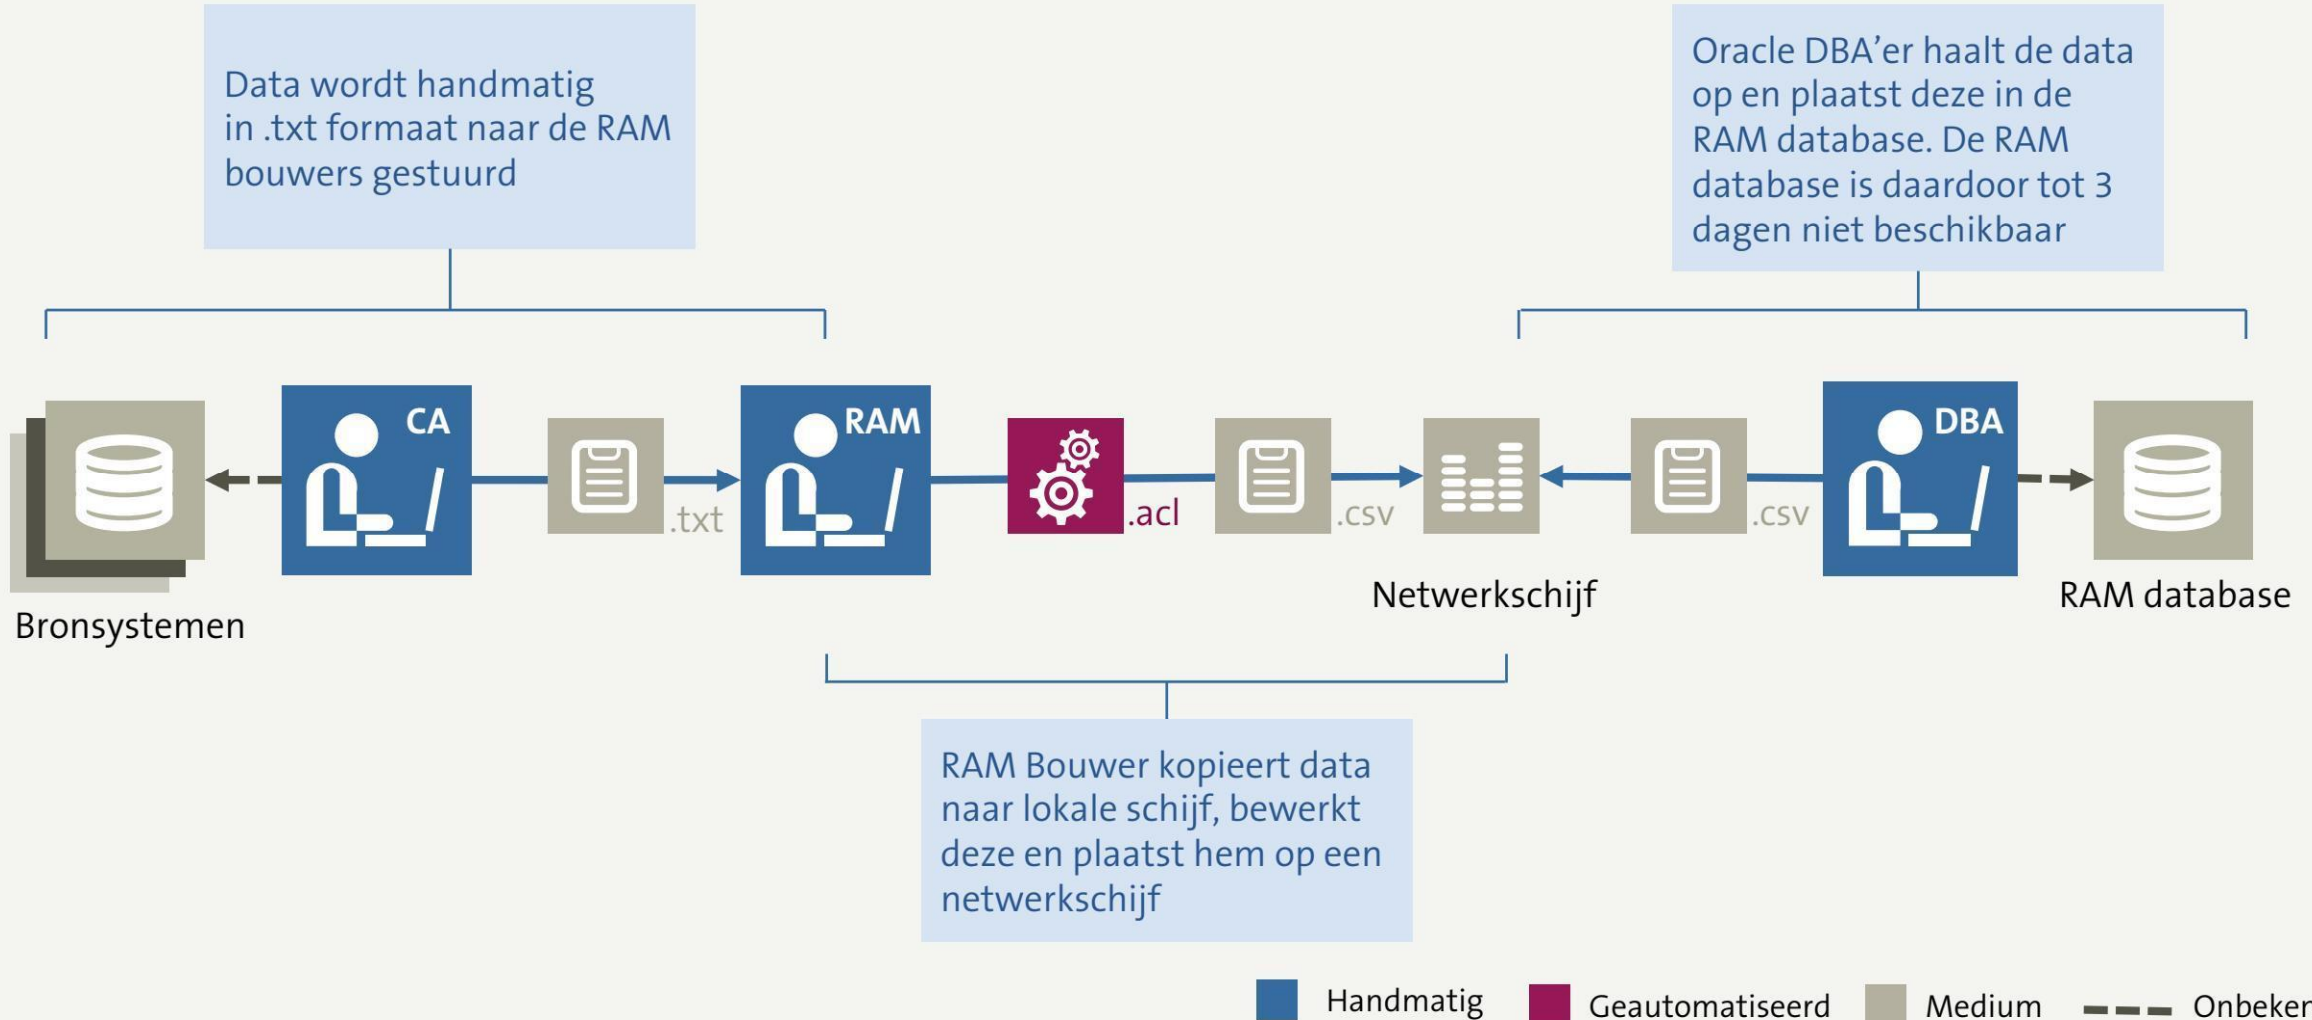 Data wordt handmatig
in .txt formaat naar de RAM
bouwers gestuurd
Oracle DBA’er haalt de data
op en plaatst deze in de
RAM database. De RAM
database is daardoor tot 3
dagen niet beschikbaar
CA
RAM
DBA
.txt
.acl
.csv
.csv
Bronsystemen
Netwerkschijf
RAM database
RAM Bouwer kopieert data
naar lokale schijf, bewerkt
deze en plaatst hem op een
netwerkschijf
Handmatig
Geautomatiseerd
Medium